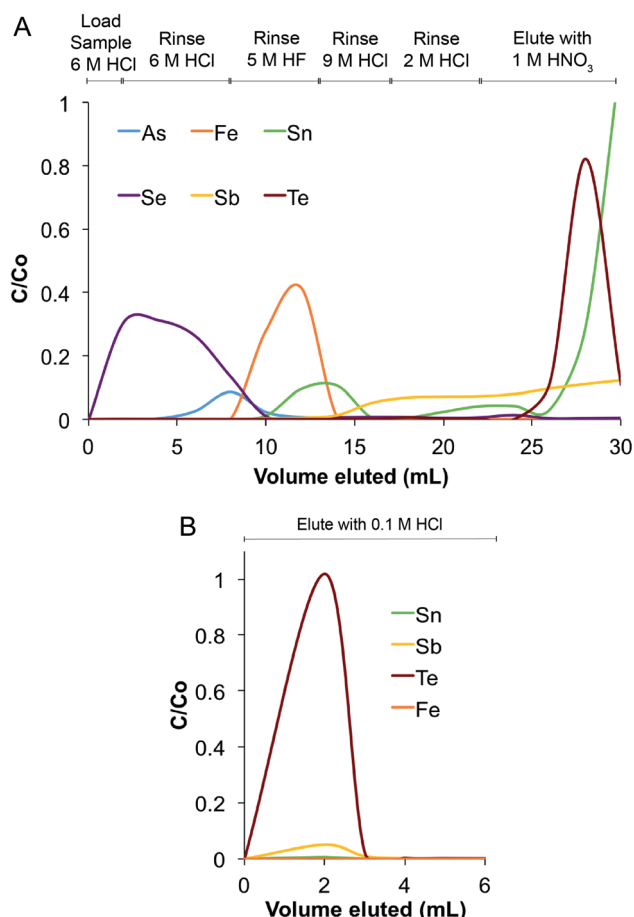 A
Load
Sample
6 M HCl
Rinse
6 M HCl
Rinse
5 M HF
Rinse
9 M HCl
Rinse
2 M HCl
Elute with
1 M HNO₃
1
0.8
0.6
0.4
0.2
0
C/Co
As Fe Sn
Se Sb Te
0 5 10 15 20 25 30
Volume eluted (mL)
B
Elute with 0.1 M HCl
1
0.8
0.6
0.4
0.2
0
C/Co
Sn
Sb
Te
Fe
0 2 4 6
Volume eluted (mL)